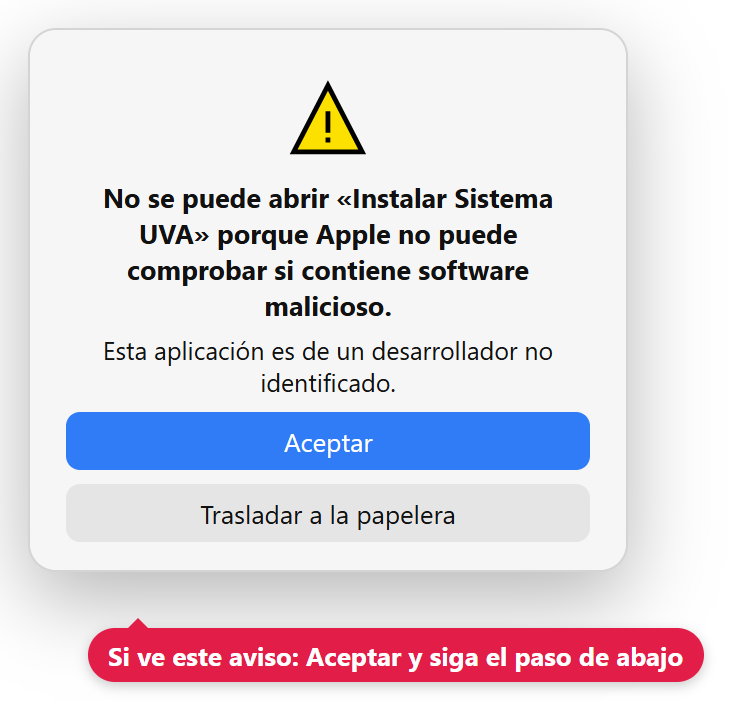 No se puede abrir «Instalar Sistema
UVA» porque Apple no puede
comprobar si contiene software
malicioso.
Esta aplicación es de un desarrollador no
identificado.
Aceptar
Trasladar a la papelera
Si ve este aviso: Aceptar y siga el paso de abajo